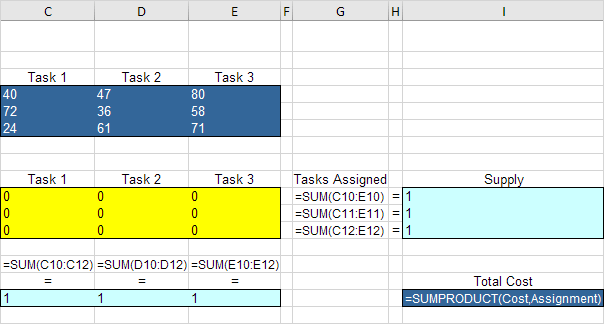 C D E F G H I
Task 1 Task 2 Task 3
40 47 80
72 36 58
24 61 71
Task 1 Task 2 Task 3 Tasks Assigned Supply
0 0 0 =SUM(C10:E10) = 1
0 0 0 =SUM(C11:E11) = 1
0 0 0 =SUM(C12:E12) = 1
=SUM(C10:C12) =SUM(D10:D12) =SUM(E10:E12)
= = = Total Cost
1 1 1 =SUMPRODUCT(Cost,Assignment)